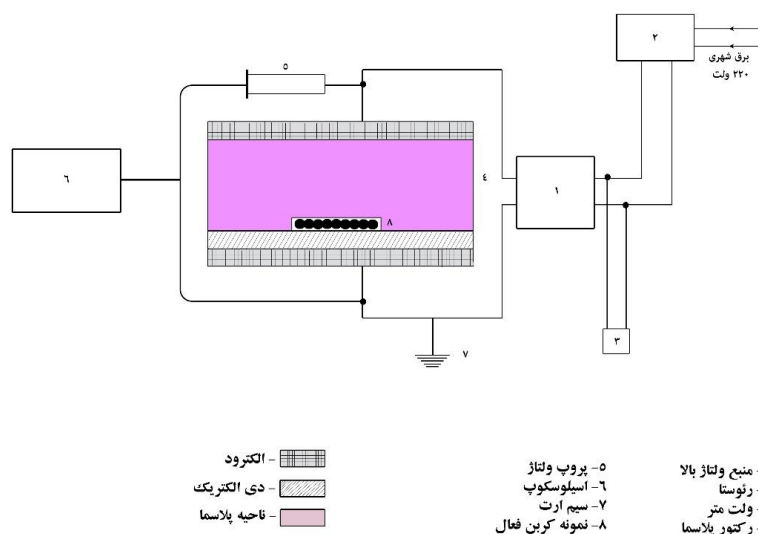 ۵
۲
برق شهری
۲۲۰ ولت
۶
۴
۱
۸
۳
۷
- الکترود
- دی الکتریک
- ناحیه پلاسما
۵- پروپ ولتاژ
۶- اسیلوسکوپ
۷- سیم ارت
۸- نمونه کربن فعال
- منبع ولتاژ بالا
- رئوستا
- ولت متر
- رکتور پلاسما